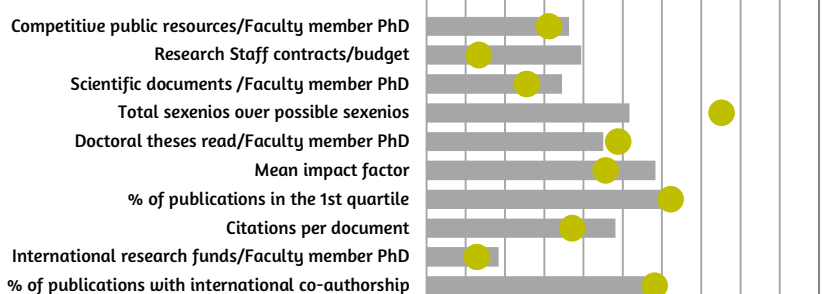 Competitive public resources/Faculty member PhD
Research Staff contracts/budget
Scientific documents /Faculty member PhD
Total sexenios over possible sexenios
Doctoral theses read/Faculty member PhD
Mean impact factor
% of publications in the 1st quartile
Citations per document
International research funds/Faculty member PhD
% of publications with international co-authorship